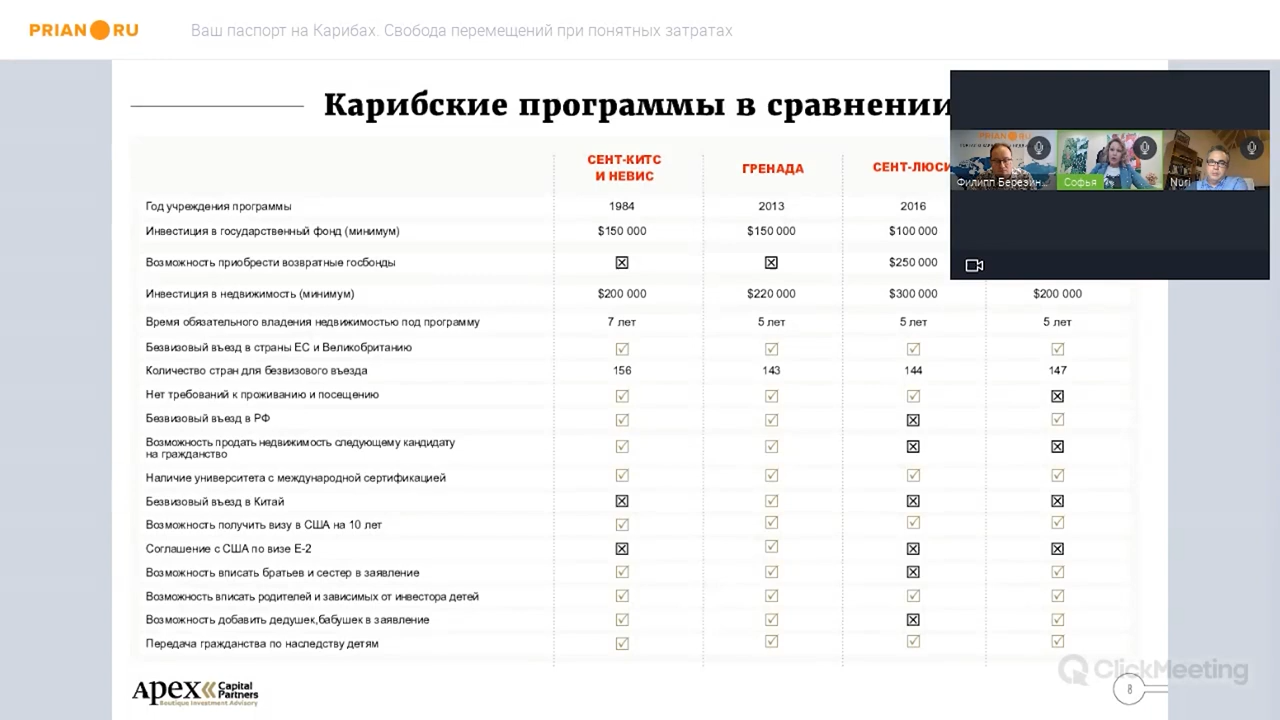 PRIAN RU
Ваш паспорт на Карибах. Свобода перемещений при понятных затратах
Карибские программы в сравнении
СЕНТ-КИТС
И НЕВИС
ГРЕНАДА
СЕНТ-ЛЮСИ
Год учреждения программы 1984 2013 2016
Инвестиция в государственный фонд (минимум) $150 000 $150 000 $100 000
Возможность приобрести возвратные госбонды ☒ ☒ $250 000
Инвестиция в недвижимость (минимум) $200 000 $220 000 $300 000 $200 000
Время обязательного владения недвижимостью под программу 7 лет 5 лет 5 лет 5 лет
Безвизовый въезд в страны ЕС и Великобританию ☑ ☑ ☑ ☑
Количество стран для безвизового въезда 156 143 144 147
Нет требований к проживанию и посещению ☑ ☑ ☑ ☒
Безвизовый въезд в РФ ☑ ☑ ☒ ☑
Возможность продать недвижимость следующему кандидату
на гражданство ☑ ☑ ☒ ☒
Наличие университета с международной сертификацией ☑ ☑ ☑ ☑
Безвизовый въезд в Китай ☒ ☑ ☒ ☒
Возможность получить визу в США на 10 лет ☑ ☑ ☑ ☑
Соглашение с США по визе Е-2 ☒ ☑ ☒ ☒
Возможность вписать братьев и сестер в заявление ☑ ☑ ☒ ☑
Возможность вписать родителей и зависимых от инвестора детей ☑ ☑ ☑ ☑
Возможность добавить дедушек,бабушек в заявление ☑ ☑ ☒ ☑
Передача гражданства по наследству детям ☑ ☑ ☑ ☑
PRIAN RU
Филипп Березин...
Софья
Nuri
Apex Capital Partners
Boutique Investment Advisory
ClickMeeting
8